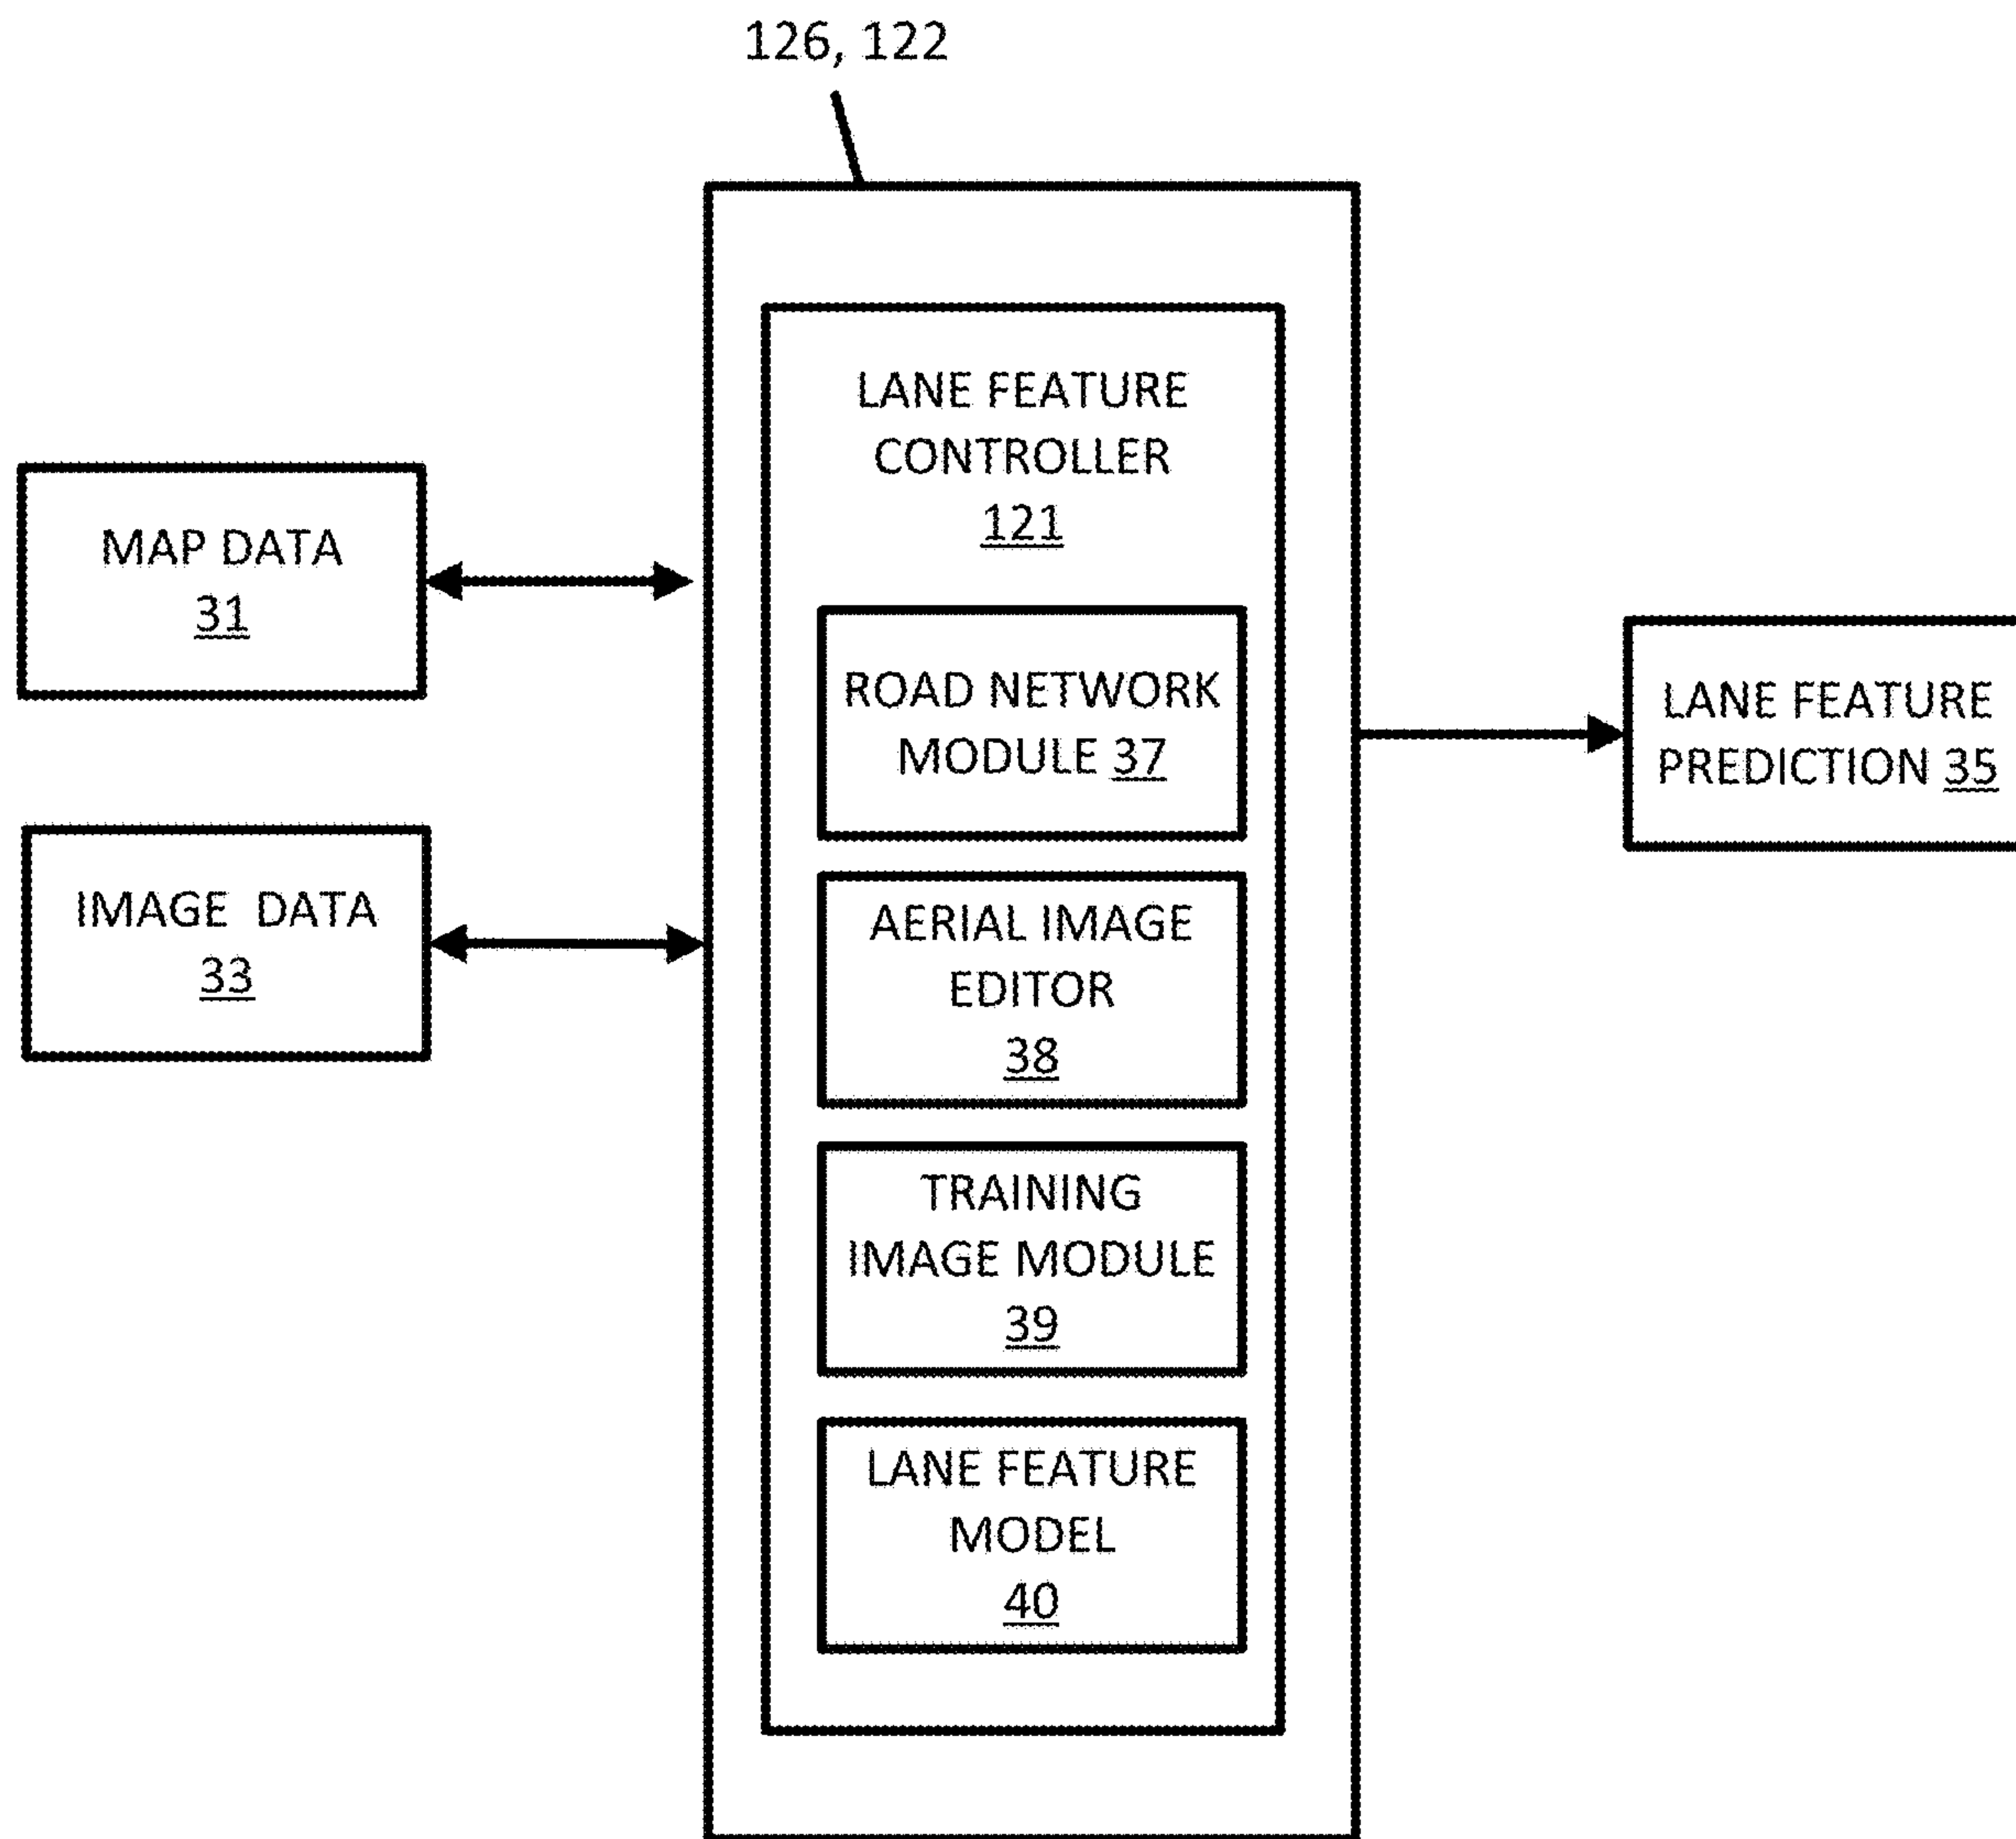 126, 122
LANE FEATURE
CONTROLLER
121
MAP DATA
31
ROAD NETWORK
MODULE 37
LANE FEATURE
PREDICTION 35
IMAGE DATA
33
AERIAL IMAGE
EDITOR
38
TRAINING
IMAGE MODULE
39
LANE FEATURE
MODEL
40